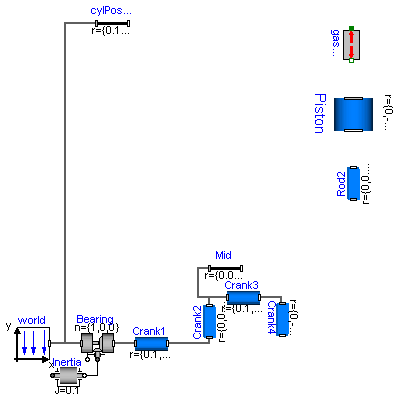 cylPos...
r={0.1...
gas...
Piston
r={0,-...
Rod2
r={0,0....
Mid
r={0.0...
Crank3
r={0.1,...
Crank2
r={0,0...
Crank4
r={0,-...
world
y
x
Bearing
n={1,0,0}
Crank1
r={0.1,...
Inertia
J=0.1